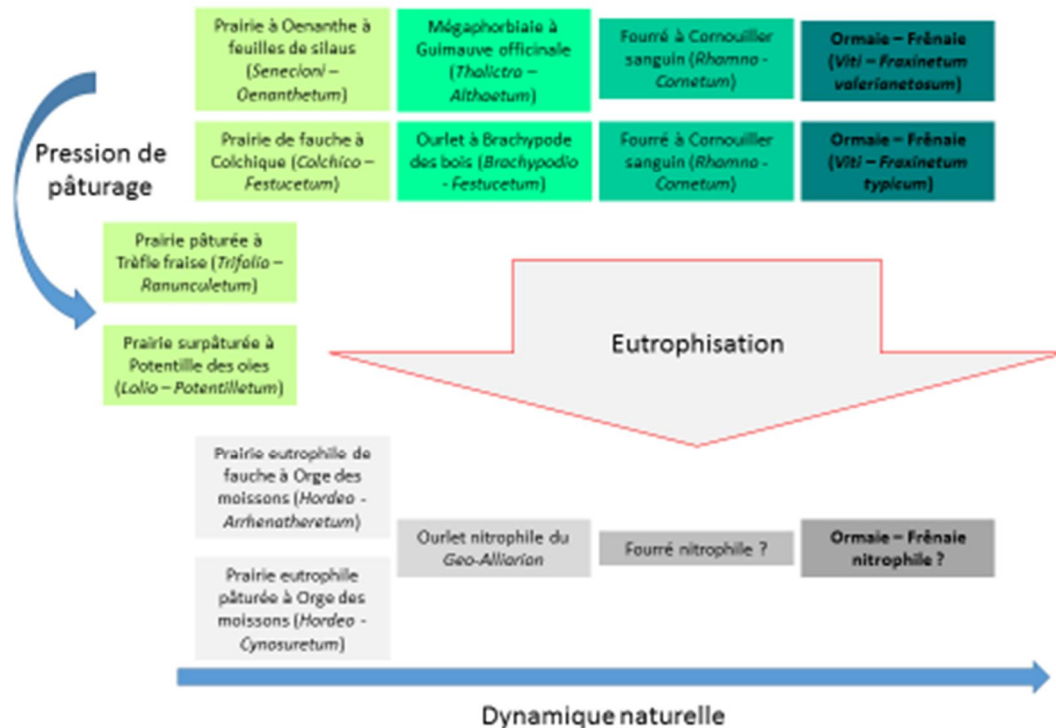 Prairie à Oenanthe à
feuilles de silaus
(Senecioni –
Oenanthetum)
Mégaphorbiaie à
Guimauve officinale
(Thalictro –
Althaetum)
Fourré à Cornouiller
sanguin (Rhamno -
Cornetum)
Ormaie – Frênaie
(Viti – Fraxinetum
valerianetosum)
Pression de
pâturage
Prairie de fauche à
Colchique (Colchico –
Festucetum)
Ourlet à Brachypode
des bois (Brachypodio
- Festucetum)
Fourré à Cornouiller
sanguin (Rhamno -
Cornetum)
Ormaie – Frênaie
(Viti – Fraxinetum
typicum)
Prairie pâturée à
Trèfle fraise (Trifolio –
Ranunculetum)
Prairie surpâturée à
Potentille des oies
(Lolio – Potentilletum)
Eutrophisation
Prairie eutrophile de
fauche à Orge des
moissons (Hordeo -
Arrhenatheretum)
Prairie eutrophile
pâturée à Orge des
moissons (Hordeo -
Cynosuretum)
Ourlet nitrophile du
Geo-Alliarion
Fourré nitrophile ?
Ormaie – Frênaie
nitrophile ?
Dynamique naturelle